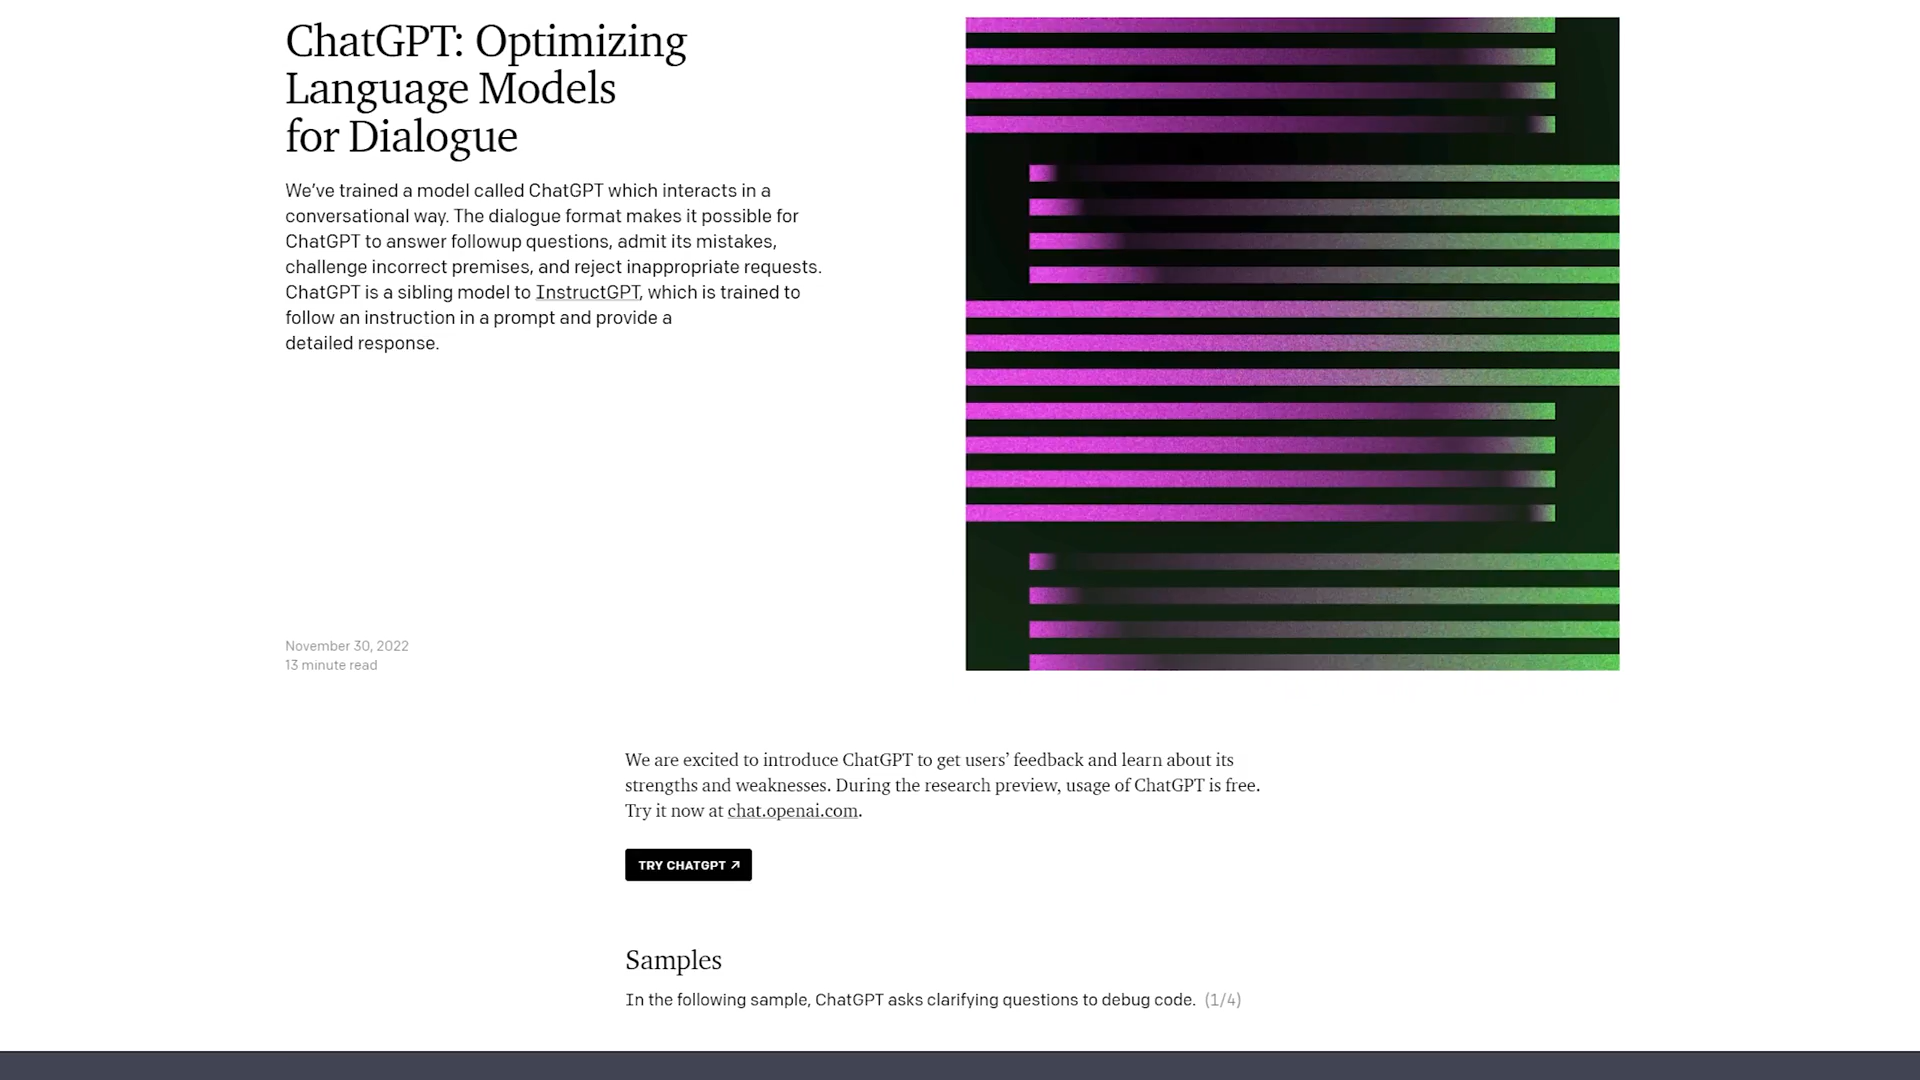 ChatGPT: Optimizing
Language Models
for Dialogue
We’ve trained a model called ChatGPT which interacts in a
conversational way. The dialogue format makes it possible for
ChatGPT to answer followup questions, admit its mistakes,
challenge incorrect premises, and reject inappropriate requests.
ChatGPT is a sibling model to InstructGPT, which is trained to
follow an instruction in a prompt and provide a
detailed response.
November 30, 2022
13 minute read
We are excited to introduce ChatGPT to get users’ feedback and learn about its
strengths and weaknesses. During the research preview, usage of ChatGPT is free.
Try it now at chat.openai.com.
TRY CHATGPT ↗
Samples
In the following sample, ChatGPT asks clarifying questions to debug code. (1/4)